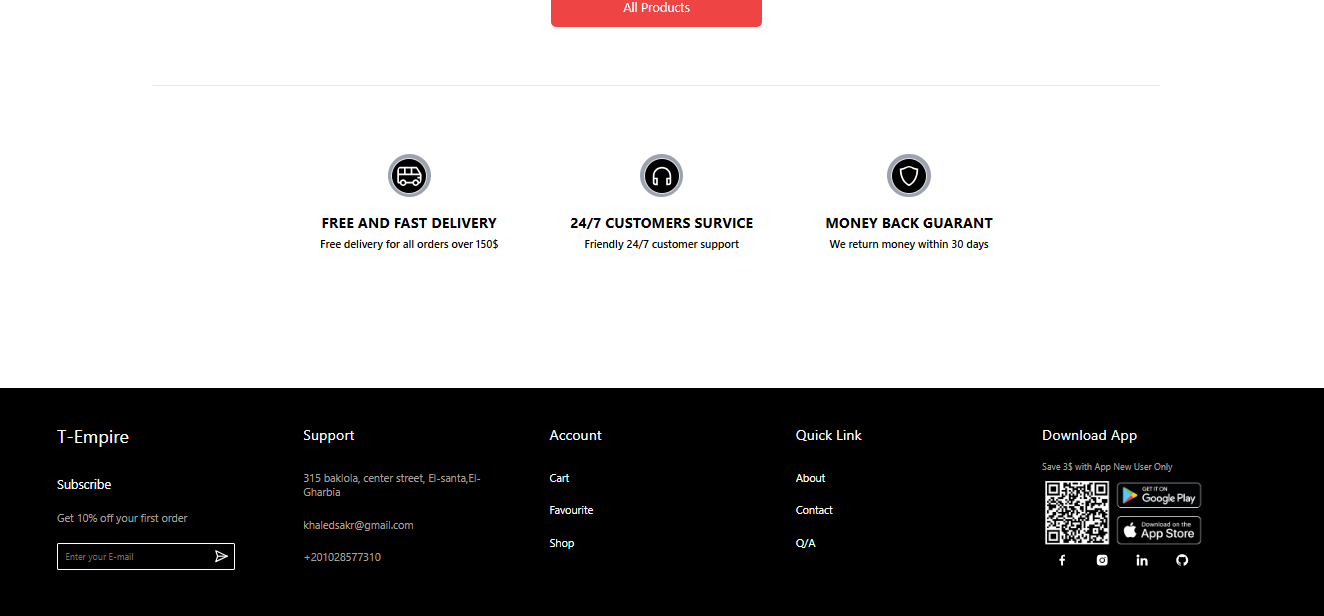 All Products
FREE AND FAST DELIVERY
Free delivery for all orders over 150$
24/7 CUSTOMERS SURVICE
Friendly 24/7 customer support
MONEY BACK GUARANT
We return money within 30 days
T-Empire
Subscribe
Get 10% off your first order
Enter your E-mail
Support
315 baklola, center street, El-santa,El-
Gharbia
khaledsakr@gmail.com
+201028577310
Account
Cart
Favourite
Shop
Quick Link
About
Contact
Q/A
Download App
Save 3$ with App New User Only
GET IT ON
Google Play
Download on the
App Store